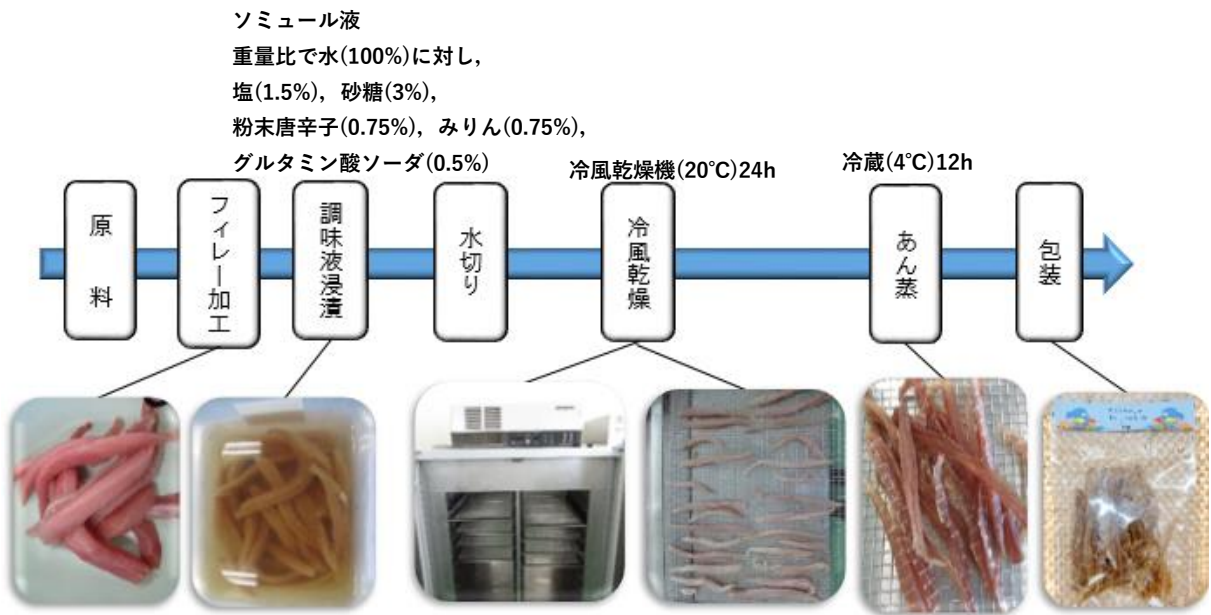 ソミュール液
重量比で水(100%)に対し，
塩(1.5%)，砂糖(3%)，
粉末唐辛子(0.75%)，みりん(0.75%)，
グルタミン酸ソーダ(0.5%)
冷風乾燥機(20℃)24h
冷蔵(4℃)12h
原料
フィレー加工
調味液浸漬
水切り
冷風乾燥
あん蒸
包装